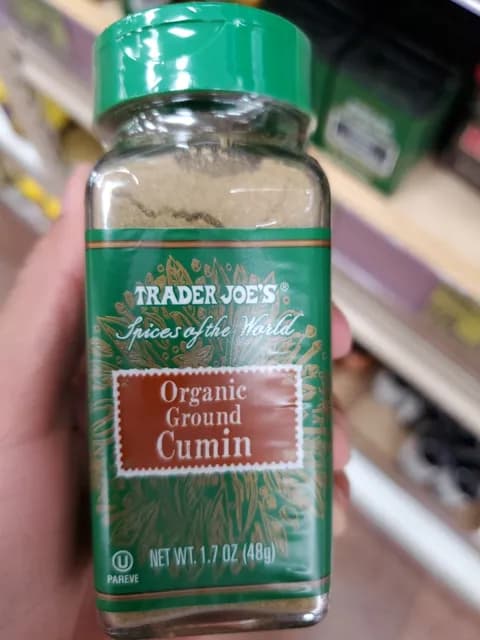 TRADER JOE'S®
Spices of the World
Organic
Ground
Cumin
NET WT. 1.7 OZ (48g)
U
PAREVE